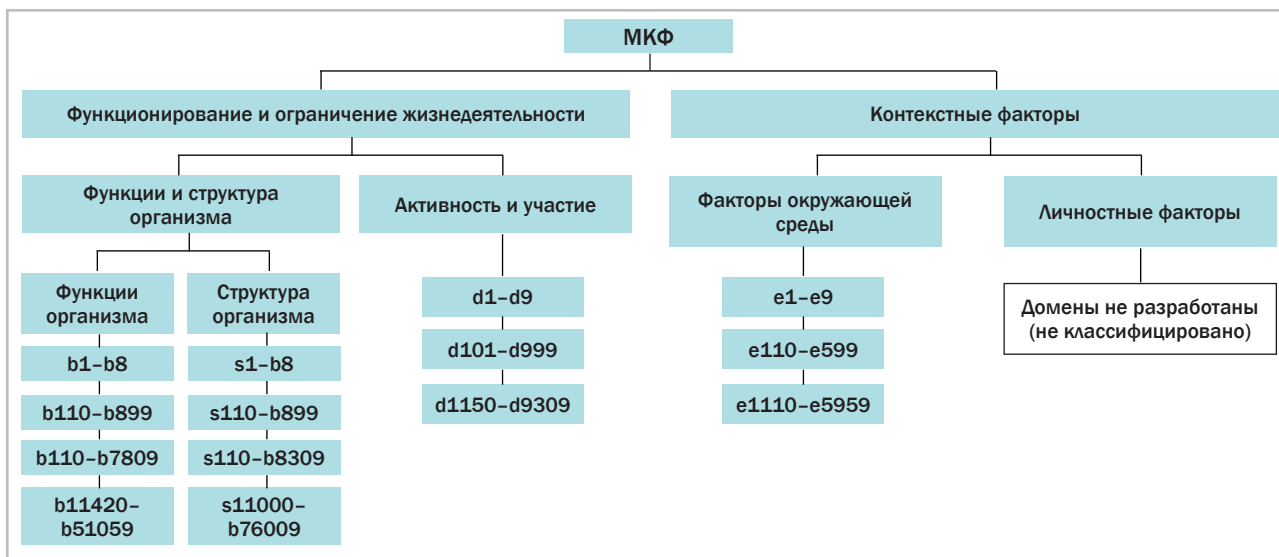 МКФ
Функционирование и ограничение жизнедеятельности
Контекстные факторы
Функции и структура
организма
Активность и участие
Факторы окружающей
среды
Личностные факторы
Функции
организма
Структура
организма
d1–d9
e1–e9
Домены не разработаны
(не классифицировано)
b1–b8
s1–b8
d101–d999
e110–e599
b110–b899
s110–b899
d1150–d9309
e1110–e5959
b110–b7809
s110–b8309
b11420–
b51059
s11000–
b76009